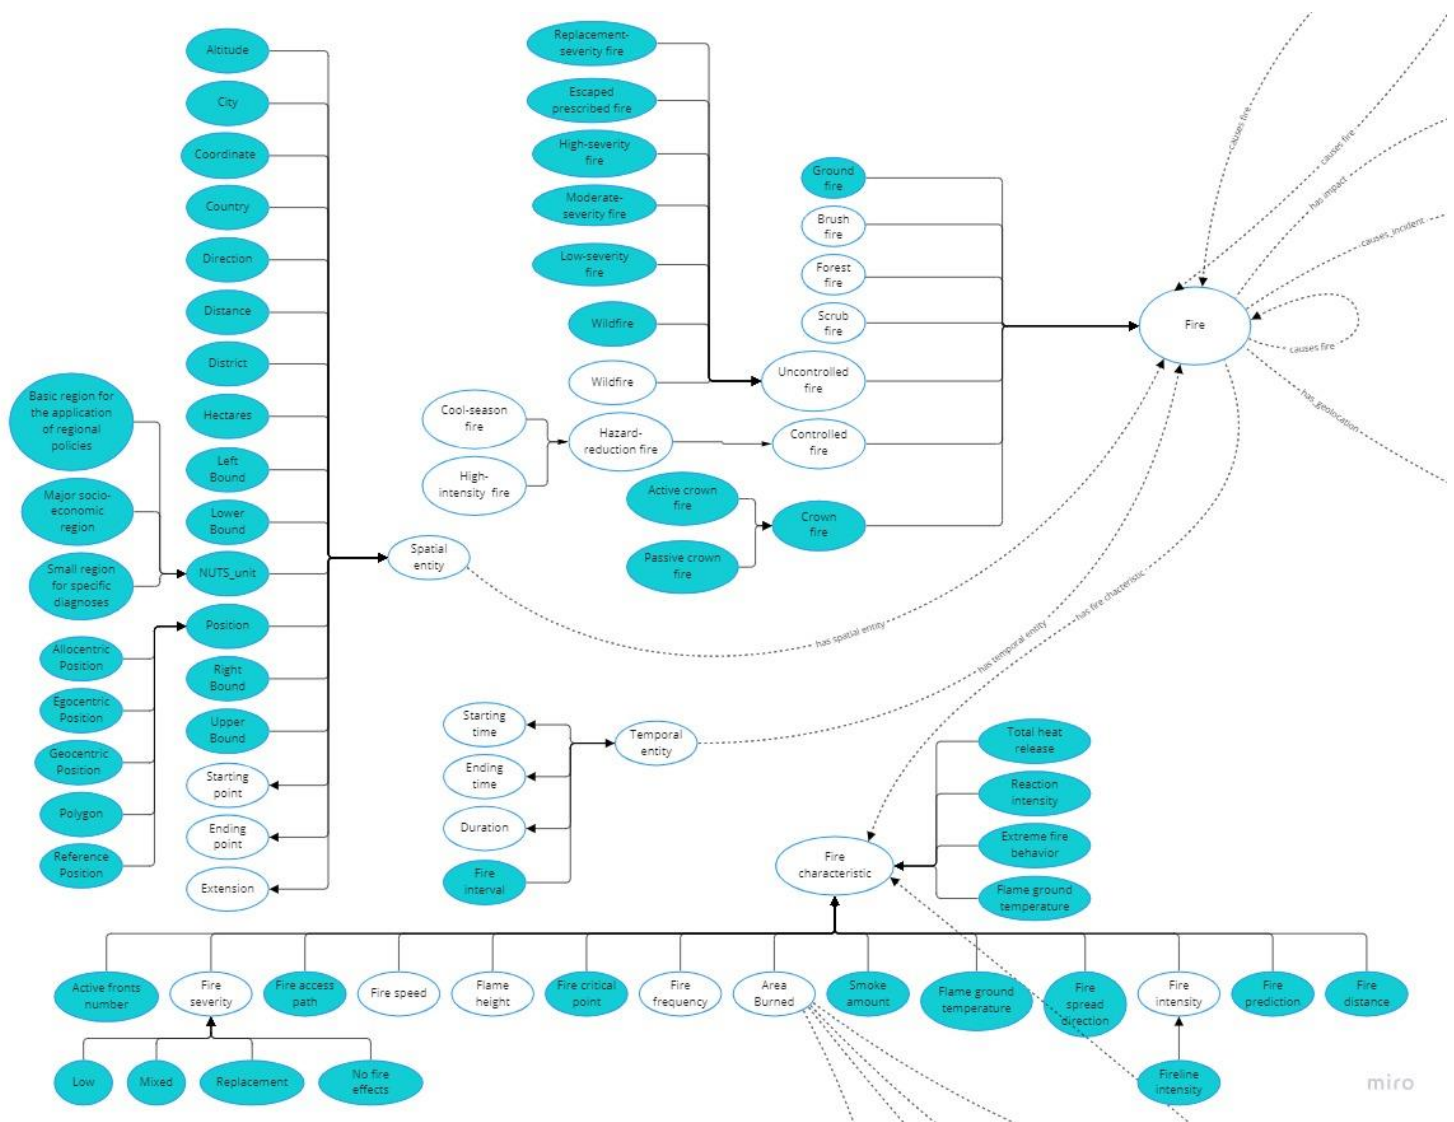 Altitude
City
Coordinate
Country
Direction
Distance
District
Hectares
Left
Bound
Lower
Bound
NUTS_unit
Position
Right
Bound
Upper
Bound
Starting
point
Ending
point
Extension
Basic region for
the application
of regional
policies
Major socio-
economic
region
Small region
for specific
diagnoses
Allocentric
Position
Egocentric
Position
Geocentric
Position
Polygon
Reference
Position
Spatial
entity
Replacement-
severity fire
Escaped
prescribed fire
High-severity
fire
Moderate-
severity fire
Low-severity
fire
Wildfire
Wildfire
Cool-season
fire
High-
intensity fire
Hazard-
reduction fire
Active crown
fire
Passive crown
fire
Ground
fire
Brush
fire
Forest
fire
Scrub
fire
Uncontrolled
fire
Controlled
fire
Crown
fire
Fire
causes fire
causes fire
has impact
causes_incident
causes fire
has_geolocation
has spatial entity
has temporal entity
has fire chacteristic
Starting
time
Ending
time
Duration
Fire
interval
Temporal
entity
Total heat
release
Reaction
intensity
Extreme fire
behavior
Flame ground
temperature
Fire
characteristic
Active fronts
number
Fire
severity
Fire access
path
Fire speed
Flame
height
Fire critical
point
Fire
frequency
Area
Burned
Smoke
amount
Flame ground
temperature
Fire
spread
direction
Fire
intensity
Fire
prediction
Fire
distance
Low
Mixed
Replacement
No fire
effects
Fireline
intensity
miro